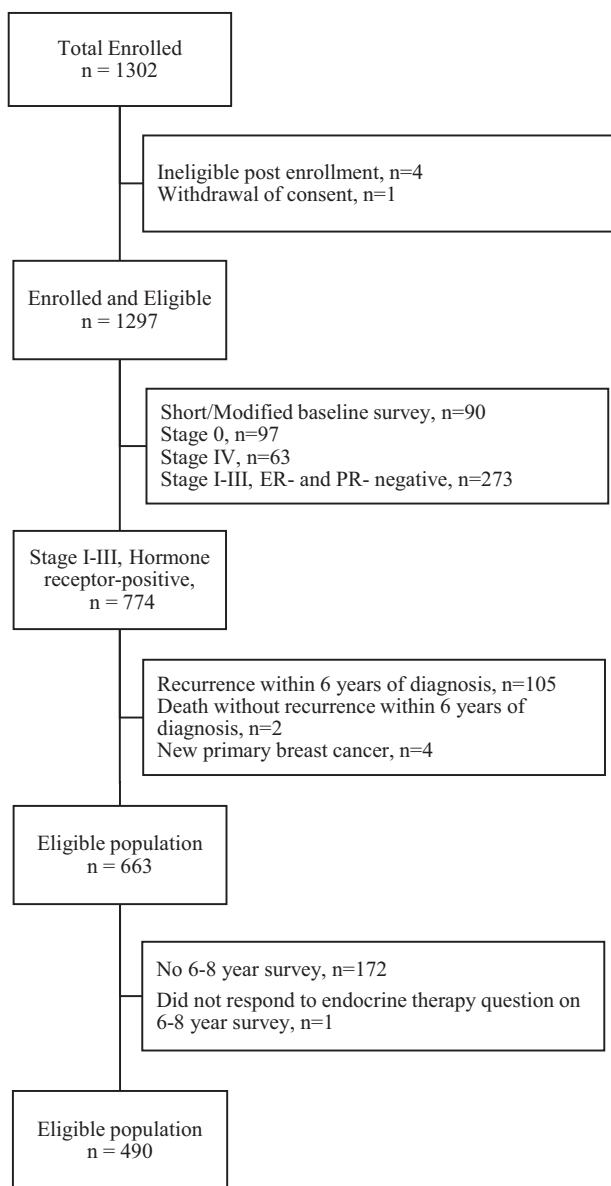 Total Enrolled
n = 1302
Ineligible post enrollment, n=4
Withdrawal of consent, n=1
Enrolled and Eligible
n = 1297
Short/Modified baseline survey, n=90
Stage 0, n=97
Stage IV, n=63
Stage I-III, ER- and PR- negative, n=273
Stage I-III, Hormone
receptor-positive,
n = 774
Recurrence within 6 years of diagnosis, n=105
Death without recurrence within 6 years of
diagnosis, n=2
New primary breast cancer, n=4
Eligible population
n = 663
No 6-8 year survey, n=172
Did not respond to endocrine therapy question on
6-8 year survey, n=1
Eligible population
n = 490